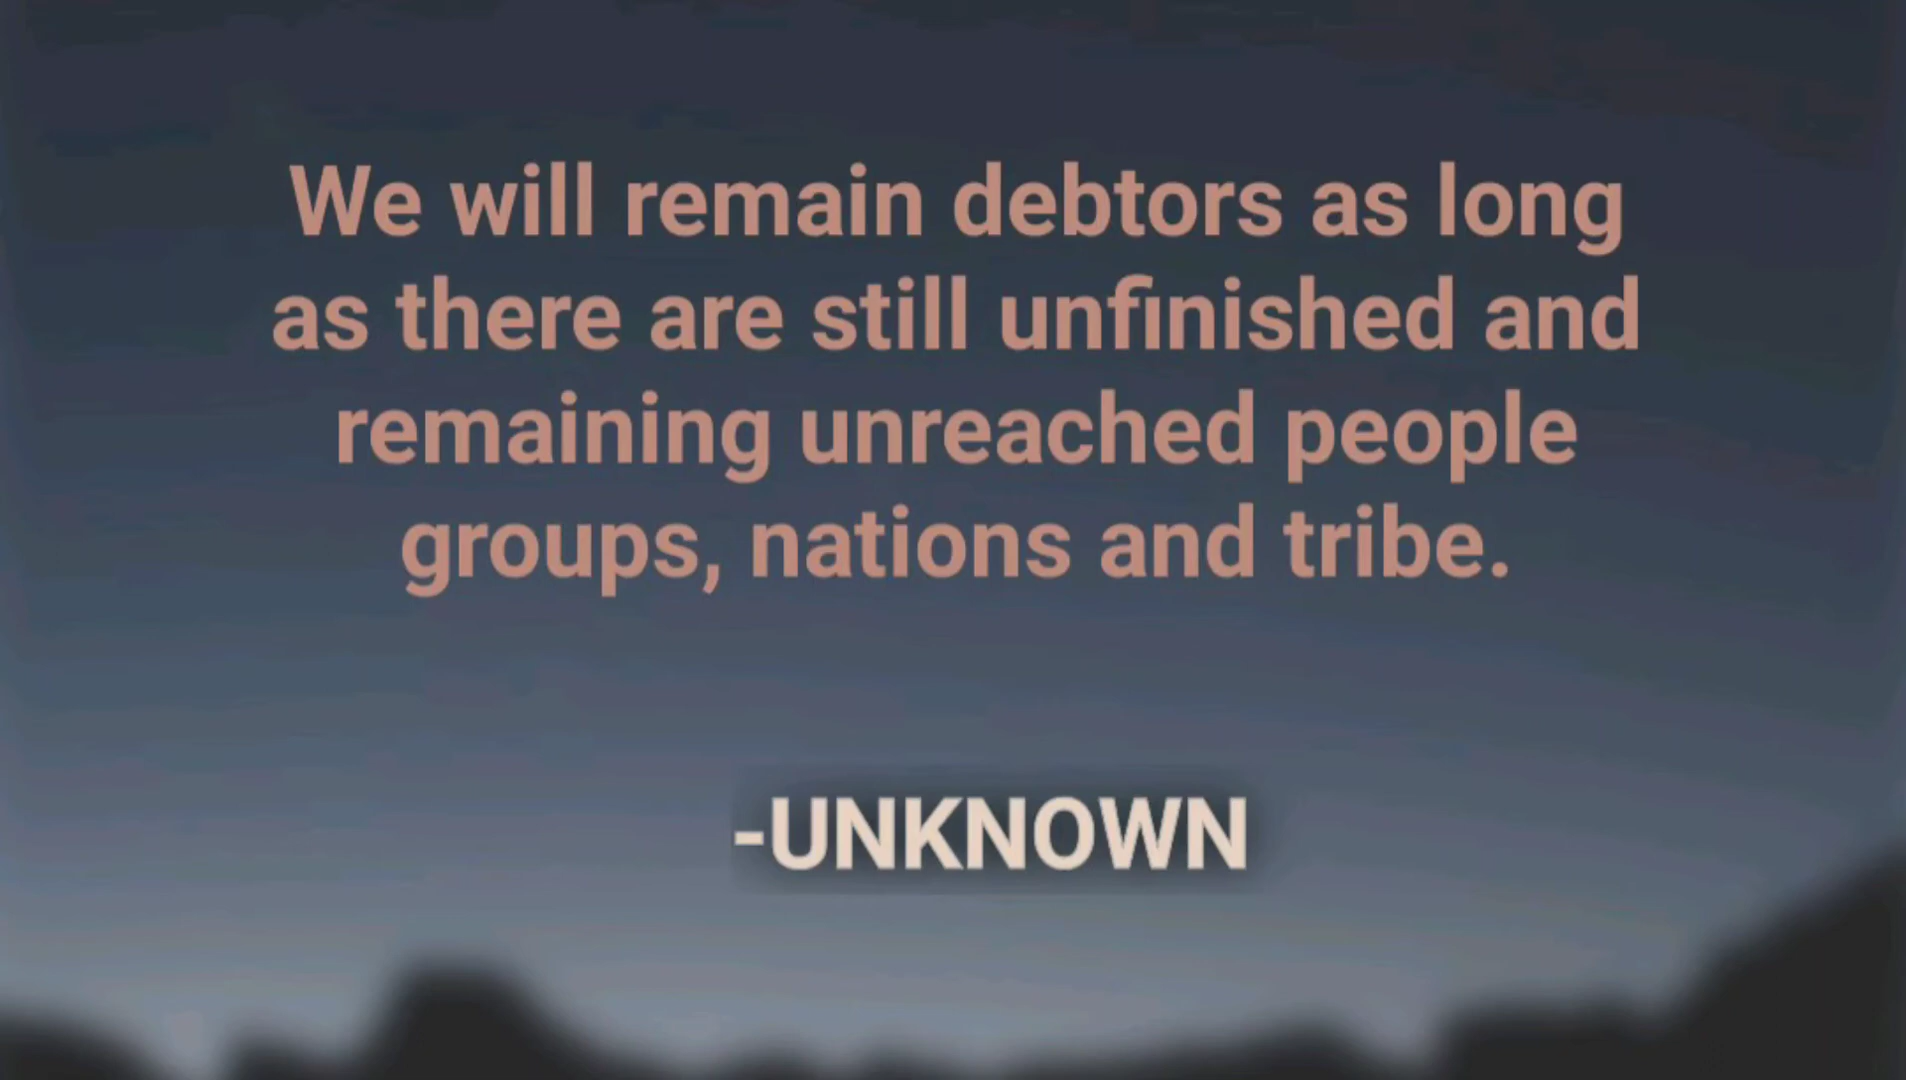 We will remain debtors as long
as there are still unfinished and
remaining unreached people
groups, nations and tribe.
-UNKNOWN